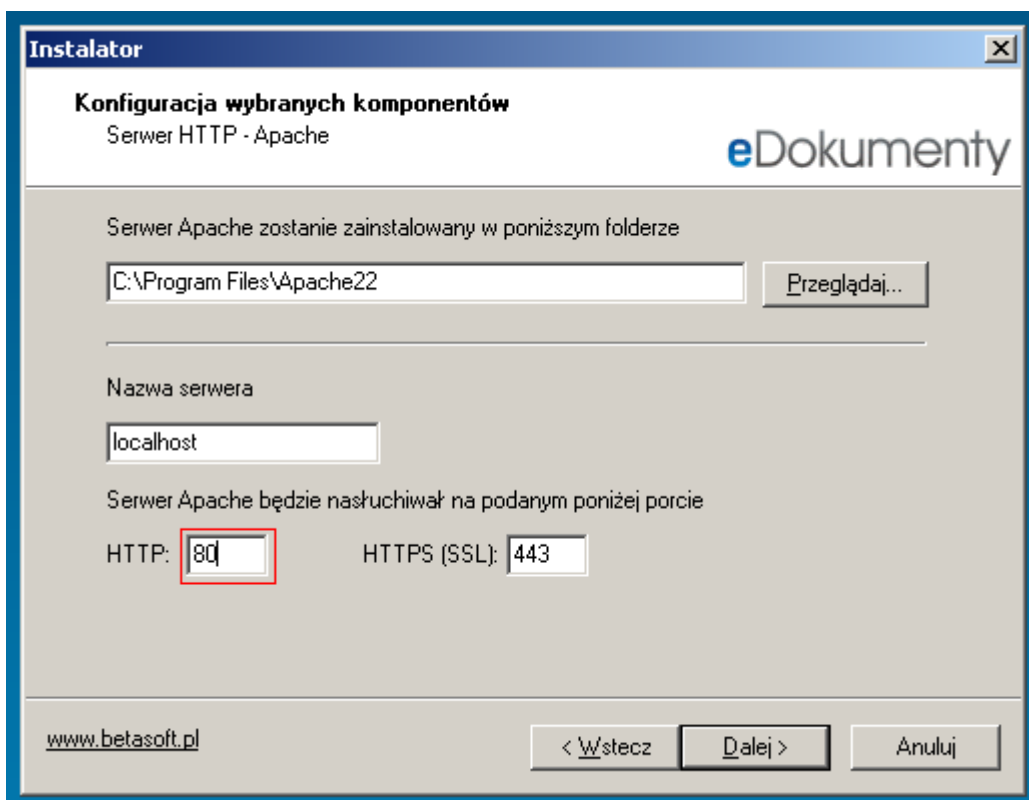 Instalator
Konfiguracja wybranych komponentów
Serwer HTTP - Apache
eDokumenty
Serwer Apache zostanie zainstalowany w poniższym folderze
C:\Program Files\Apache22
Przeglądaj...
Nazwa serwera
localhost
Serwer Apache będzie nasłuchiwał na podanym poniżej porcie
HTTP: 80 HTTPS (SSL): 443
www.betasoft.pl
< Wstecz Dalej > Anuluj